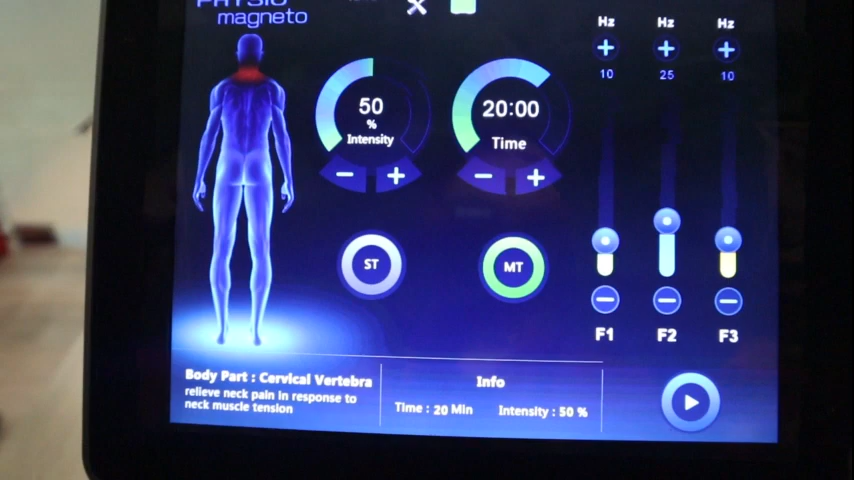 PHYSIO
magneto
Hz Hz Hz
10 25 10
50
%
Intensity
20:00
Time
ST
MT
F1 F2 F3
Body Part : Cervical Vertebra
relieve neck pain in response to
neck muscle tension
Info
Time : 20 Min Intensity : 50 %